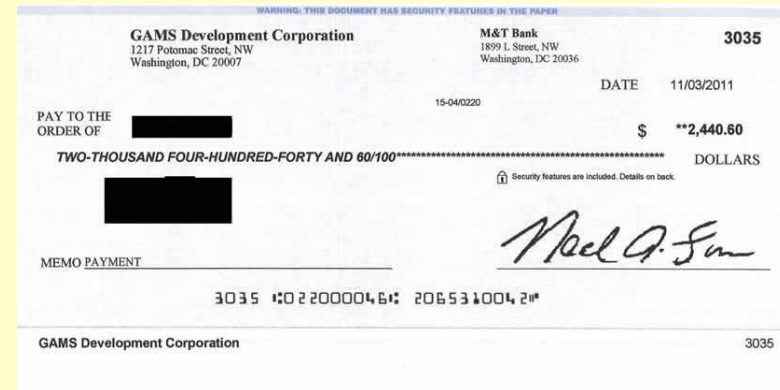 WARNING: THIS DOCUMENT HAS SECURITY FEATURES IN THE PAPER
GAMS Development Corporation
1217 Potomac Street, NW
Washington, DC 20007
M&T Bank
1899 L Street, NW
Washington, DC 20036
3035
DATE 11/03/2011
15-04/0220
PAY TO THE
ORDER OF
$ **2,440.60
TWO-THOUSAND FOUR-HUNDRED-FORTY AND 60/100**************************************************************** DOLLARS
Security features are included. Details on back.
MEMO PAYMENT
3035 ⑆022000046⑆ 2065310042⑈
GAMS Development Corporation 3035